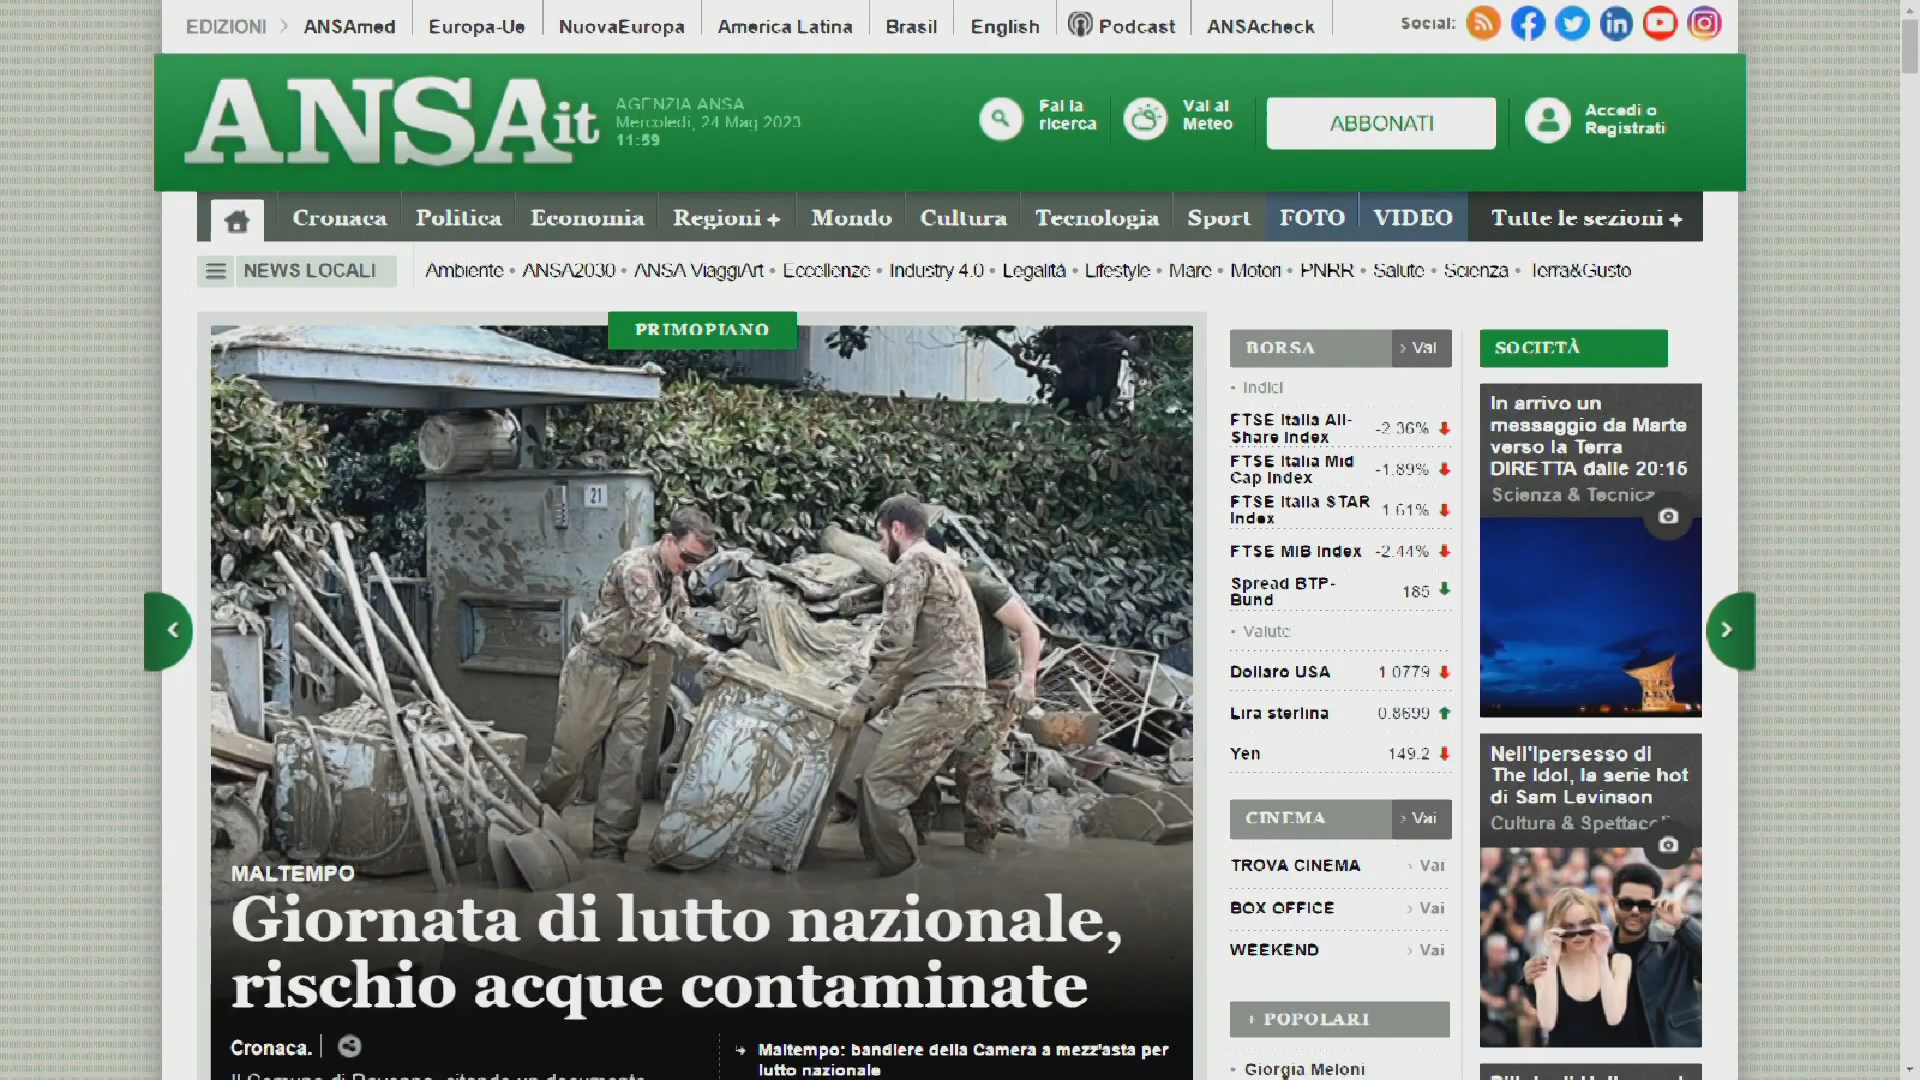 EDIZIONI
ANSAmed
Europa-Ue
NuovaEuropa
America Latina
Brasil
English
Podcast
ANSAcheck
Social:
ANSAit
AGENZIA ANSA
Mercoledì, 24 Mag 2023
11:59
Fai la
ricerca
Vai al
Meteo
ABBONATI
Accedi o
Registrati
Cronaca
Politica
Economia
Regioni +
Mondo
Cultura
Tecnologia
Sport
FOTO
VIDEO
Tutte le sezioni +
NEWS LOCALI
Ambiente • ANSA2030 • ANSA ViaggiArt • Eccellenze • Industry 4.0 • Legalità • Lifestyle • Mare • Motori • PNRR • Salute • Scienza • Terra&Gusto
PRIMOPIANO
21
MALTEMPO
Giornata di lutto nazionale,
rischio acque contaminate
Cronaca.
Maltempo: bandiere della Camera a mezz'asta per
lutto nazionale
BORSA
› Vai
• Indici
FTSE Italia All-
Share Index -2.36%
FTSE Italia Mid
Cap Index -1.89%
FTSE Italia STAR
Index 1.61%
FTSE MIB Index -2.44%
Spread BTP-
Bund 185
• Valute
Dollaro USA 1.0779
Lira sterlina 0.8699
Yen 149.2
CINEMA
› Vai
TROVA CINEMA › Vai
BOX OFFICE › Vai
WEEKEND › Vai
+ POPOLARI
• Giorgia Meloni
SOCIETÀ
In arrivo un
messaggio da Marte
verso la Terra
DIRETTA dalle 20:15
Scienza & Tecnica
Nell'Ipersesso di
The Idol, la serie hot
di Sam Levinson
Cultura & Spettacoli